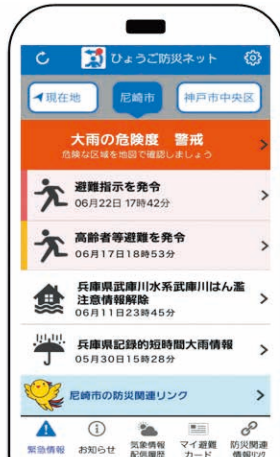 ひょうご防災ネット
現在地
尼崎市
神戸市中央区
大雨の危険度 警戒
危険な区域を地図で確認しましょう
避難指示を発令
06月22日 17時42分
高齢者等避難を発令
06月17日18時53分
兵庫県武庫川水系武庫川はん濫
注意情報解除
06月11日23時45分
兵庫県記録的短時間大雨情報
05月30日15時28分
尼崎市の防災関連リンク
緊急情報
お知らせ
気象情報
配信履歴
マイ避難
カード
防災関連
情報リンク